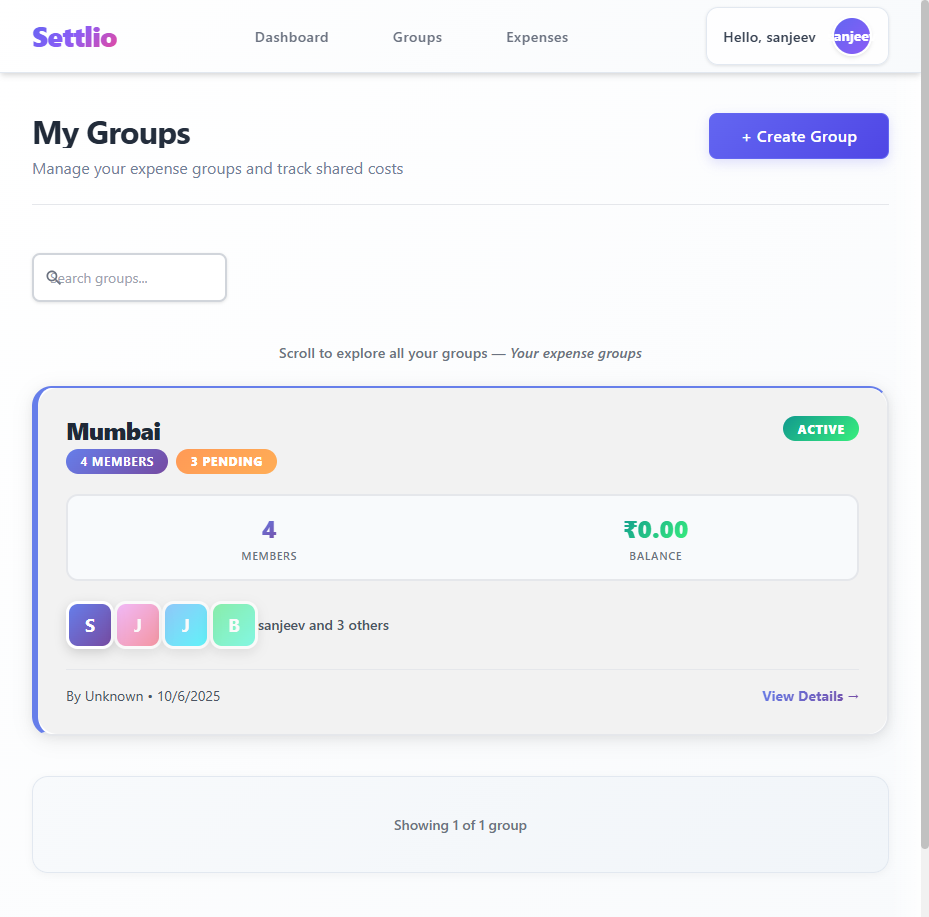 Settlio
Dashboard
Groups
Expenses
Hello, sanjeev
anjee
My Groups
+ Create Group
Manage your expense groups and track shared costs
Search groups...
Scroll to explore all your groups — Your expense groups
Mumbai
ACTIVE
4 MEMBERS
3 PENDING
4
₹0.00
MEMBERS
BALANCE
S
J
J
B
sanjeev and 3 others
By Unknown • 10/6/2025
View Details →
Showing 1 of 1 group